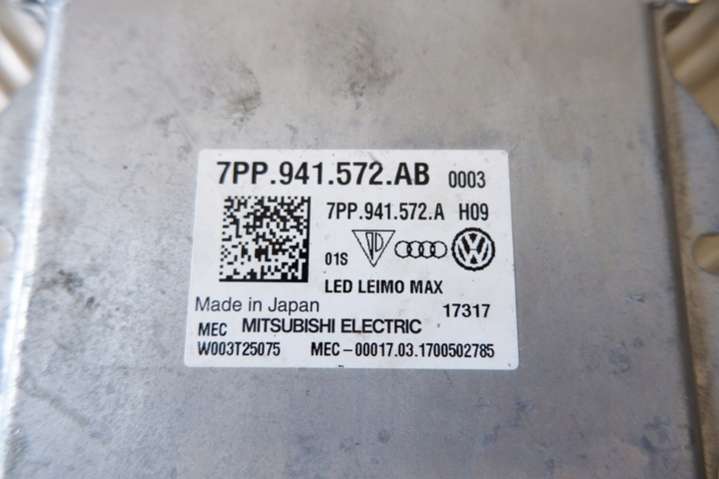 7PP.941.572.AB 0003
7PP.941.572.A H09
01S
LED LEIMO MAX
Made in Japan 17317
MEC MITSUBISHI ELECTRIC
W003T25075 MEC-00017.03.1700502785